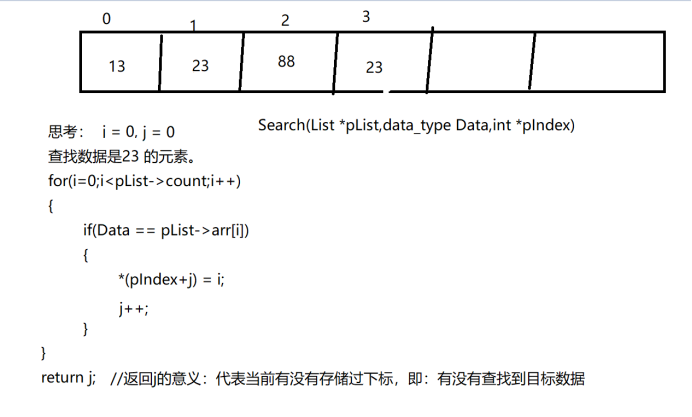 0 1 2 3
13 23 88 23
思考： i = 0, j = 0
Search(List *pList,data_type Data,int *pIndex)
查找数据是23 的元素。
for(i=0;i<pList->count;i++)
{
if(Data == pList->arr[i])
{
*(pIndex+j) = i;
j++;
}
}
return j; //返回j的意义：代表当前有没有存储过下标，即：有没有查找到目标数据